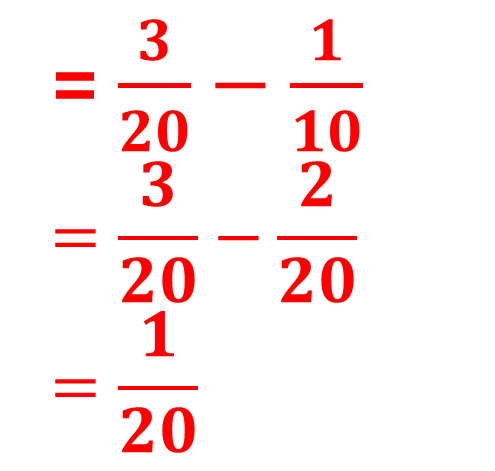 = 3/20 − 1/10
= 3/20 − 2/20
= 1/20